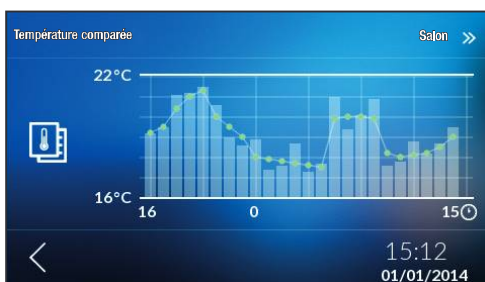 Température comparée
Salon »
22°C
16°C
16 0 15
15:12
01/01/2014